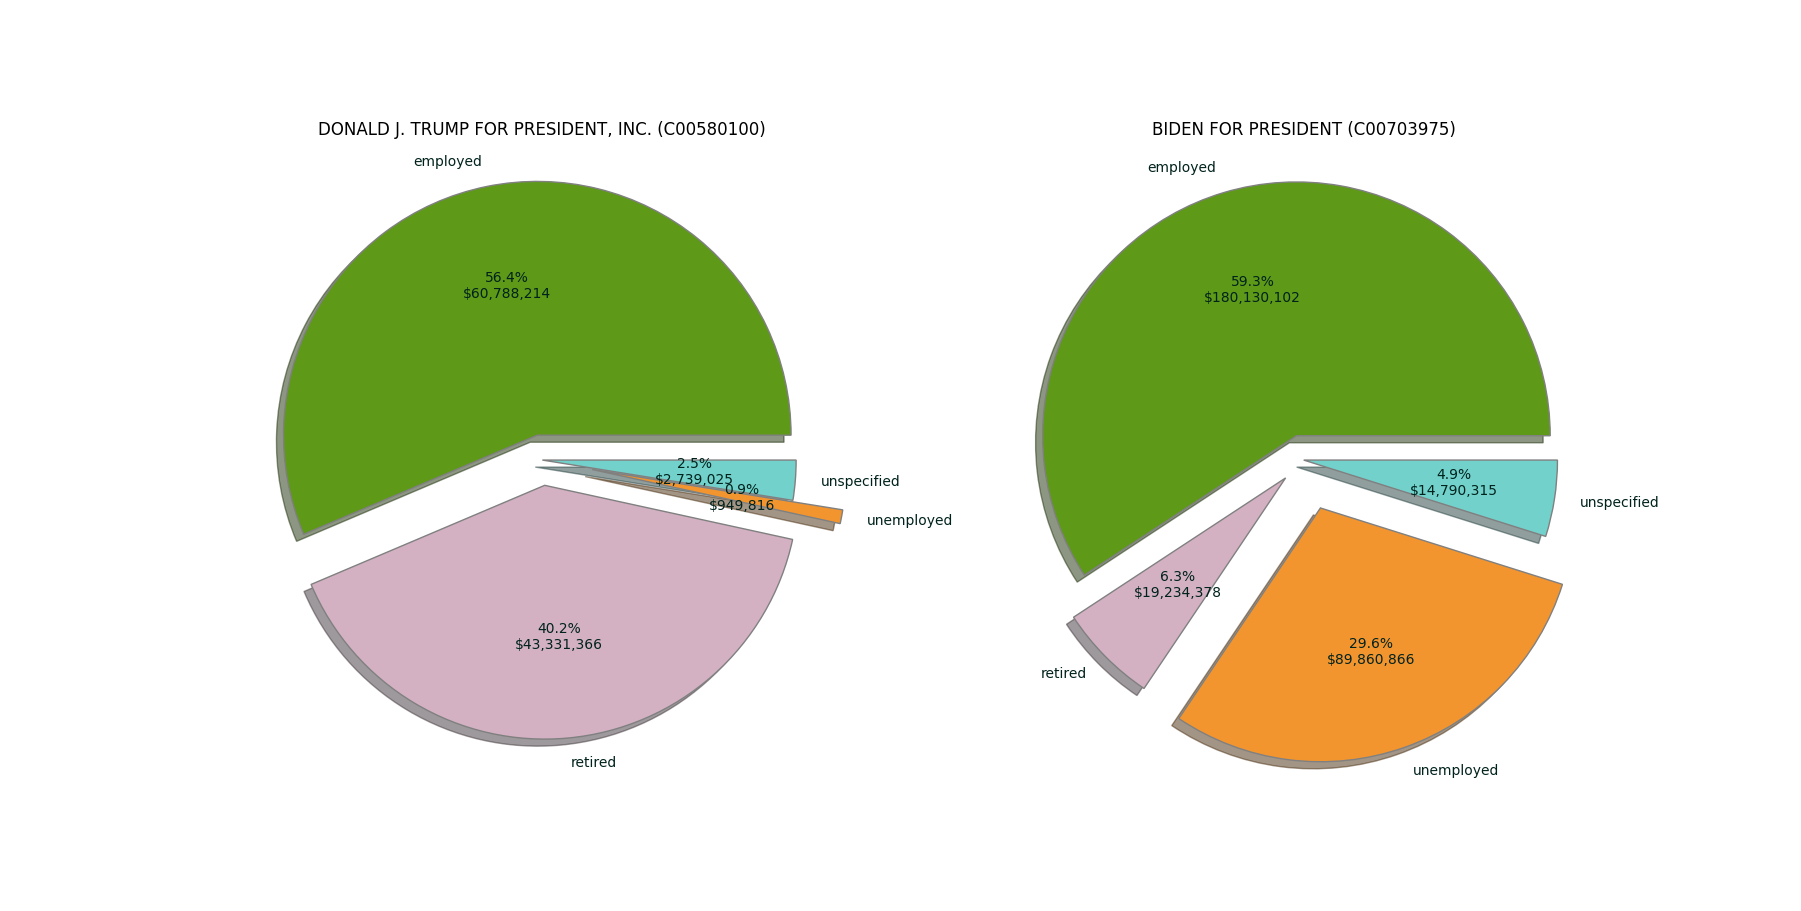 DONALD J. TRUMP FOR PRESIDENT, INC. (C00580100)
employed
56.4%
$60,788,214
2.5%
$2,739,025
unspecified
0.9%
$949,816
unemployed
40.2%
$43,331,366
retired
BIDEN FOR PRESIDENT (C00703975)
employed
59.3%
$180,130,102
4.9%
$14,790,315
unspecified
6.3%
$19,234,378
retired
29.6%
$89,860,866
unemployed